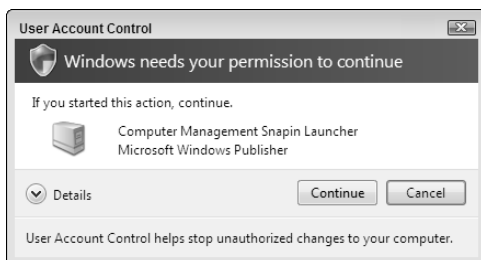 User Account Control
Windows needs your permission to continue
If you started this action, continue.
Computer Management Snapin Launcher
Microsoft Windows Publisher
Details
Continue
Cancel
User Account Control helps stop unauthorized changes to your computer.